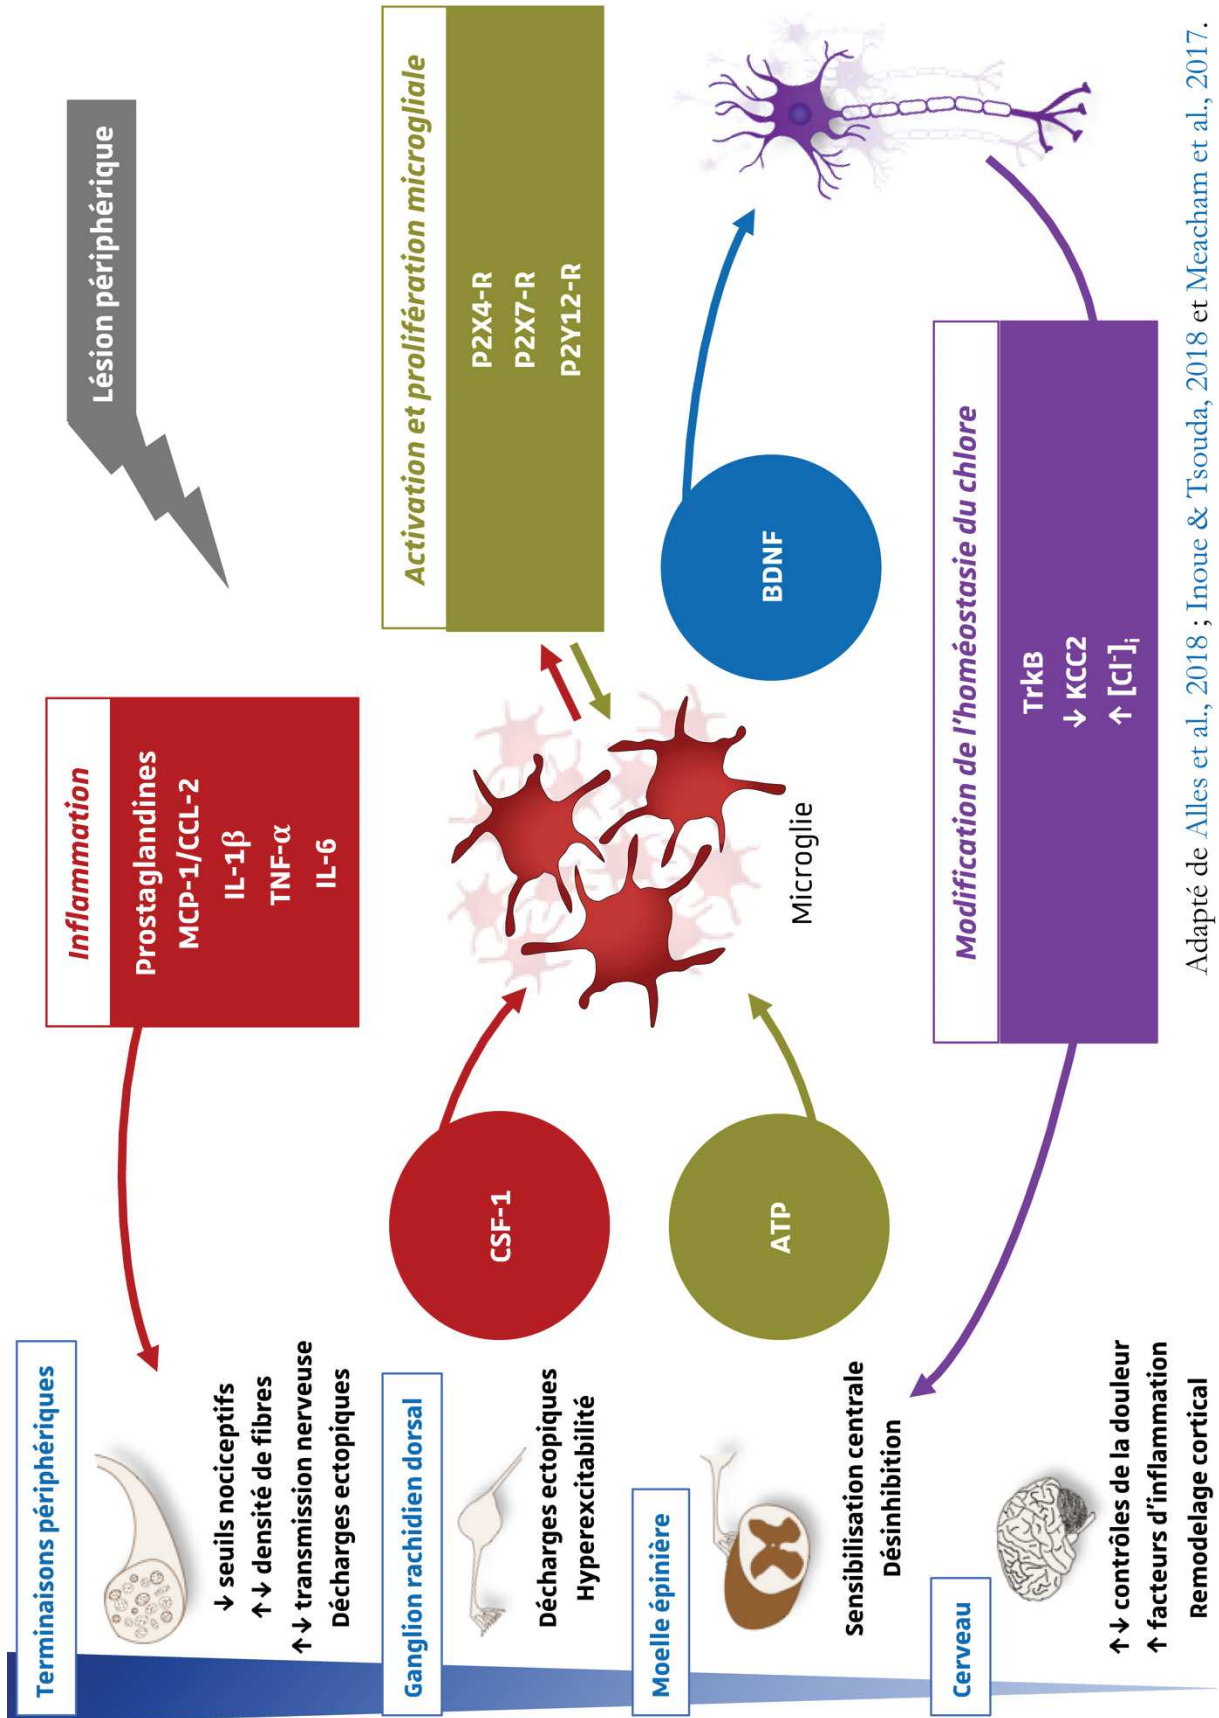 Terminaisons périphériques
↓ seuils nociceptifs
↑↓ densité de fibres
↑↓ transmission nerveuse
Décharges ectopiques
Ganglion rachidien dorsal
Décharges ectopiques
Hyperexcitabilité
Moelle épinière
Sensibilisation centrale
Désinhibition
Cerveau
↑↓ contrôles de la douleur
↑ facteurs d'inflammation
Remodelage cortical
Inflammation
Prostaglandines
MCP-1/CCL-2
IL-1β
TNF-α
IL-6
Lésion périphérique
CSF-1
ATP
Microglie
Activation et prolifération microgliale
P2X4-R
P2X7-R
P2Y12-R
BDNF
Modification de l'homéostasie du chlore
TrkB
↓ KCC2
↑ [Cl⁻]ᵢ
Adapté de Alles et al., 2018 ; Inoue & Tsouda, 2018 et Meacham et al., 2017.